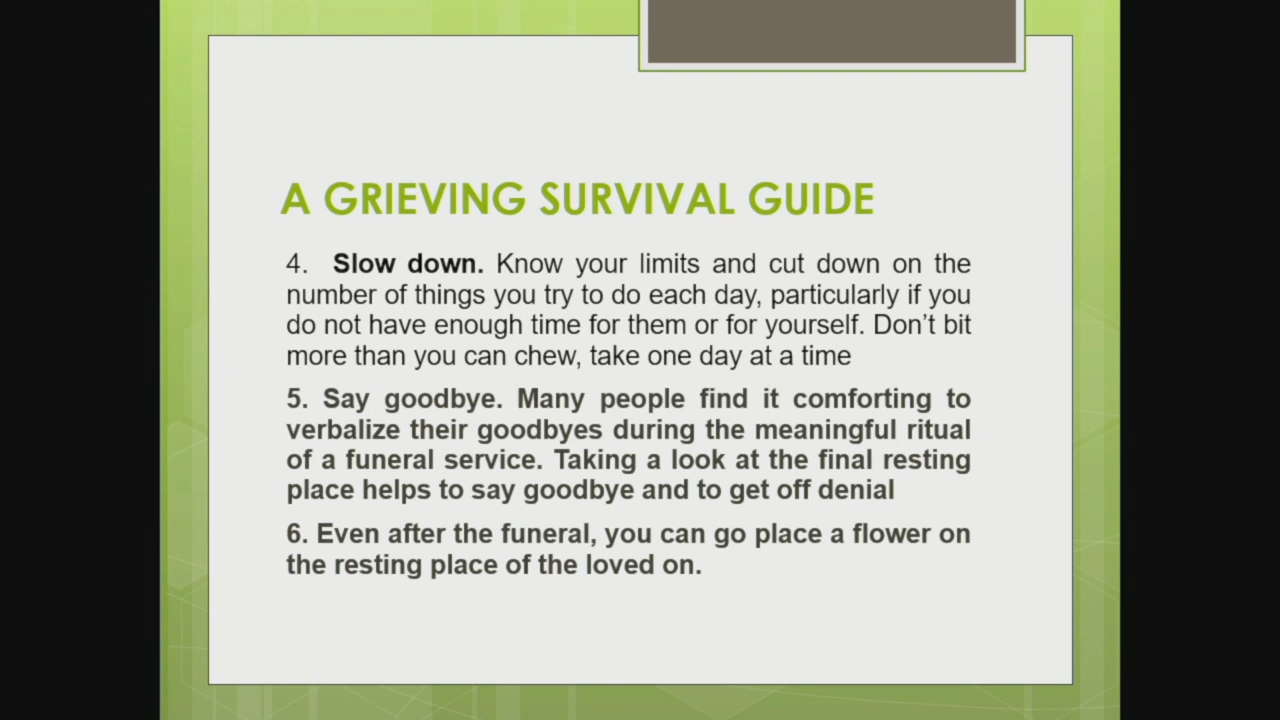 A GRIEVING SURVIVAL GUIDE
4. Slow down. Know your limits and cut down on the
number of things you try to do each day, particularly if you
do not have enough time for them or for yourself. Don’t bit
more than you can chew, take one day at a time
5. Say goodbye. Many people find it comforting to
verbalize their goodbyes during the meaningful ritual
of a funeral service. Taking a look at the final resting
place helps to say goodbye and to get off denial
6. Even after the funeral, you can go place a flower on
the resting place of the loved on.